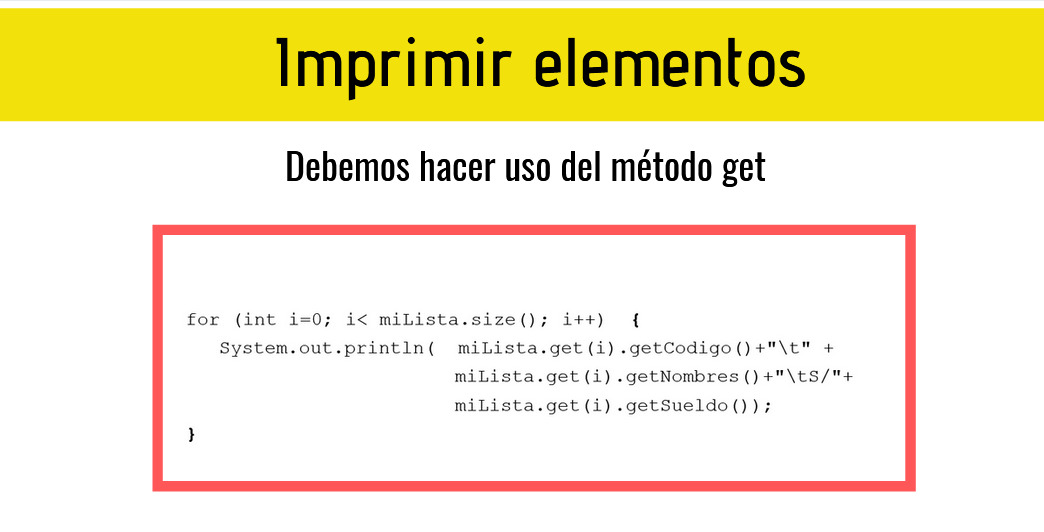 Imprimir elementos
Debemos hacer uso del método get
for (int i=0; i< miLista.size(); i++) {
System.out.println( miLista.get(i).getCodigo()+"\t" +
miLista.get(i).getNombres()+"\tS/"+
miLista.get(i).getSueldo());
}